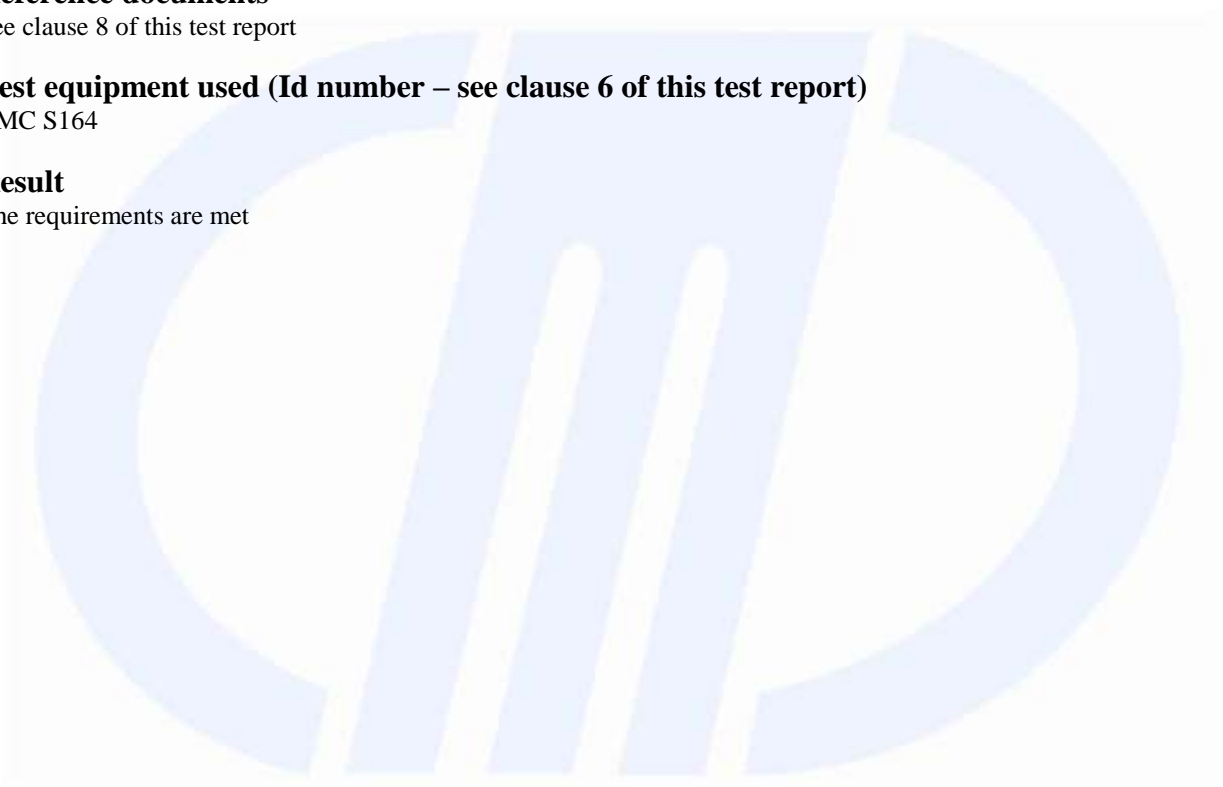 eference documents
ee clause 8 of this test report
est equipment used (Id number – see clause 6 of this test report)
MC S164
esult
he requirements are met